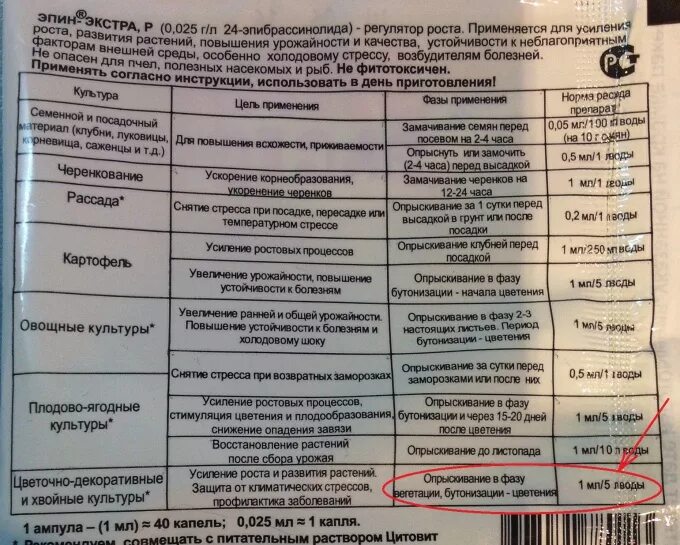 ЭПИН®-ЭКСТРА, Р (0,025 г/л 24-эпибрассинолида) - регулятор роста. Применяется для усиления
роста, развития растений, повышения урожайности и качества, устойчивости к неблагоприятным
факторам внешней среды, особенно холодовому стрессу, возбудителям болезней.
Не опасен для пчел, полезных насекомых и рыб. Не фитотоксичен.
Применять согласно инструкции, использовать в день приготовления!
РСТ
Культура
Цель применения
Фазы применения
Норма расхода
препарата
Семенной и посадочный
материал (клубни, луковицы,
корневища, саженцы и т.д.)
Для повышения всхожести, приживаемости
Замачивание семян перед
посевом на 2-4 часа
0,05 мл/100 мл воды
(на 10 г семян)
Опрыснуть или замочить
(2-4 часа) перед высадкой
0,5 мл/1 л воды
Черенкование
Ускорение корнеобразования,
укоренение черенков
Замачивание черенков на
12-24 часа
1 мл/1 л воды
Рассада*
Снятие стресса при посадке, пересадке или
температурном стрессе
Опрыскивание за 1 сутки перед
высадкой в грунт или после
посадки
0,2 мл/1 л воды
Картофель
Усиление ростовых процессов
Опрыскивание клубней перед
посадкой
1 мл/250 мл воды
Увеличение урожайности, повышение
устойчивости к болезням
Опрыскивание в фазу
бутонизации - начала цветения
1 мл/5 л воды
Овощные культуры*
Увеличение ранней и общей урожайности.
Повышение устойчивости к болезням и
холодовому шоку
Опрыскивание в фазу 2-3
настоящих листьев. Период
бутонизации - цветения
1 мл/5 л воды
Снятие стресса при возвратных заморозках
Опрыскивание за сутки перед
заморозками или после них
0,5 мл/1 л воды
Плодово-ягодные
культуры*
Усиление ростовых процессов,
стимуляция цветения и плодообразования,
снижение опадения завязи
Опрыскивание в фазу
бутонизации и через 15-20 дней
после цветения
1 мл/5 л воды
Восстановление растений
после сбора урожая
Опрыскивание до листопада
1 мл/10 л воды
Цветочно-декоративные
и хвойные культуры*
Усиление роста и развития растений.
Защита от климатических стрессов,
профилактика заболеваний
Опрыскивание в фазу
вегетации, бутонизации - цветения
1 мл/5 л воды
1 ампула – (1 мл) ≈ 40 капель; 0,025 мл ≈ 1 капля.
* Рекомендуем совмещать с питательным раствором Цитовит